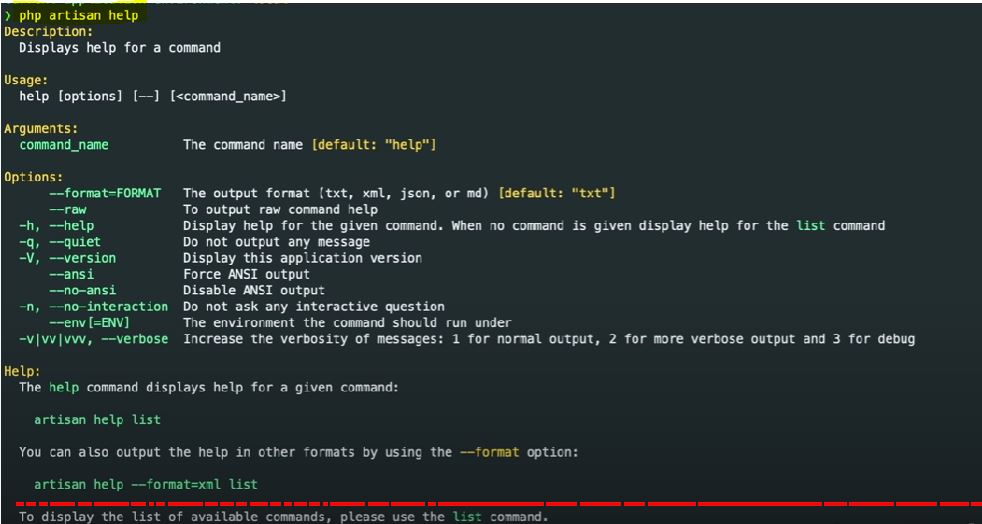 ❯ php artisan help
Description:
  Displays help for a command

Usage:
  help [options] [--] [<command_name>]

Arguments:
  command_name          The command name [default: "help"]

Options:
      --format=FORMAT   The output format (txt, xml, json, or md) [default: "txt"]
      --raw             To output raw command help
  -h, --help            Display help for the given command. When no command is given display help for the list command
  -q, --quiet           Do not output any message
  -V, --version         Display this application version
      --ansi            Force ANSI output
      --no-ansi         Disable ANSI output
  -n, --no-interaction  Do not ask any interactive question
      --env[=ENV]       The environment the command should run under
  -v|vv|vvv, --verbose  Increase the verbosity of messages: 1 for normal output, 2 for more verbose output and 3 for debug

Help:
  The help command displays help for a given command:

    artisan help list

  You can also output the help in other formats by using the --format option:

    artisan help --format=xml list

  To display the list of available commands, please use the list command.